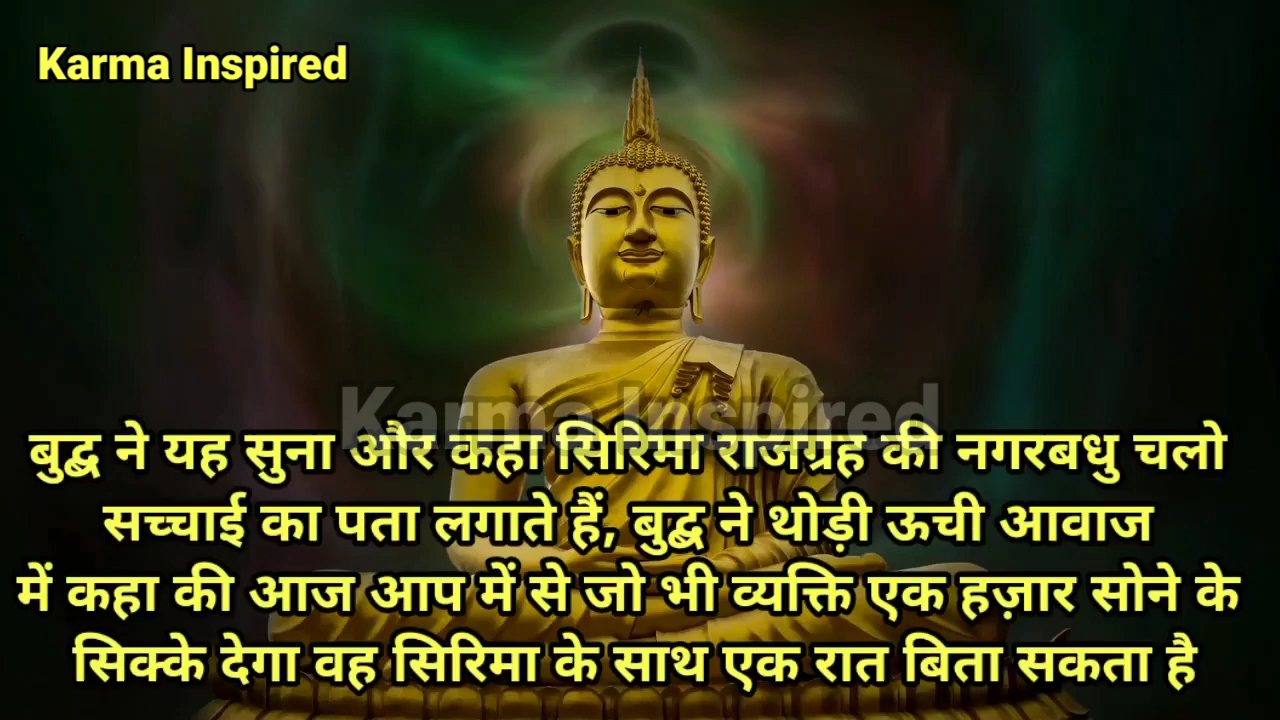 Karma Inspired
Karma Inspired
बुद्ध ने यह सुना और कहा सिरिमा राजग्रह की नगरबधु चलो
सच्चाई का पता लगाते हैं, बुद्ध ने थोड़ी ऊची आवाज
में कहा की आज आप में से जो भी व्यक्ति एक हज़ार सोने के
सिक्के देगा वह सिरिमा के साथ एक रात बिता सकता है